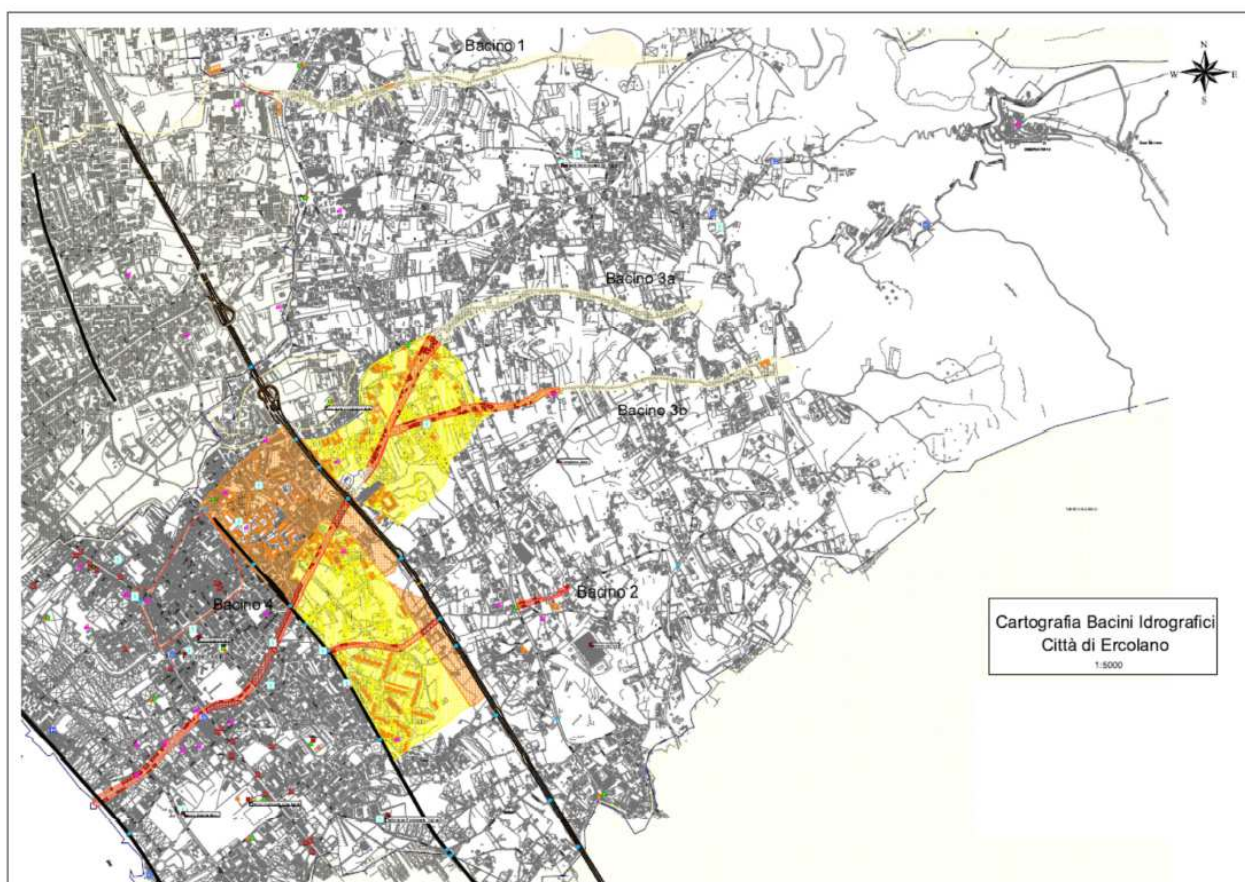 Bacino 1
N
W
E
S
Bacino 3a
Bacino 3b
Bacino 4
Bacino 2
Cartografia Bacini Idrografici
Città di Ercolano
1:5000